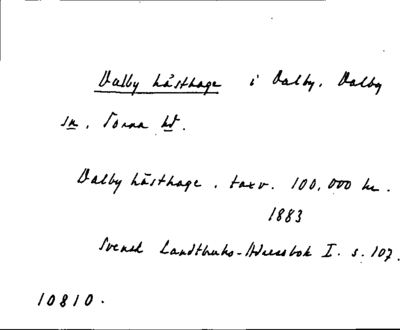 Dalby hästhage i Dalby, Dalby
sn, Torna hd.
Dalby hästhage. taxv. 100,000 kr.
1883
Svensk Landtbruks-Adressbok I. s. 107.
10810.